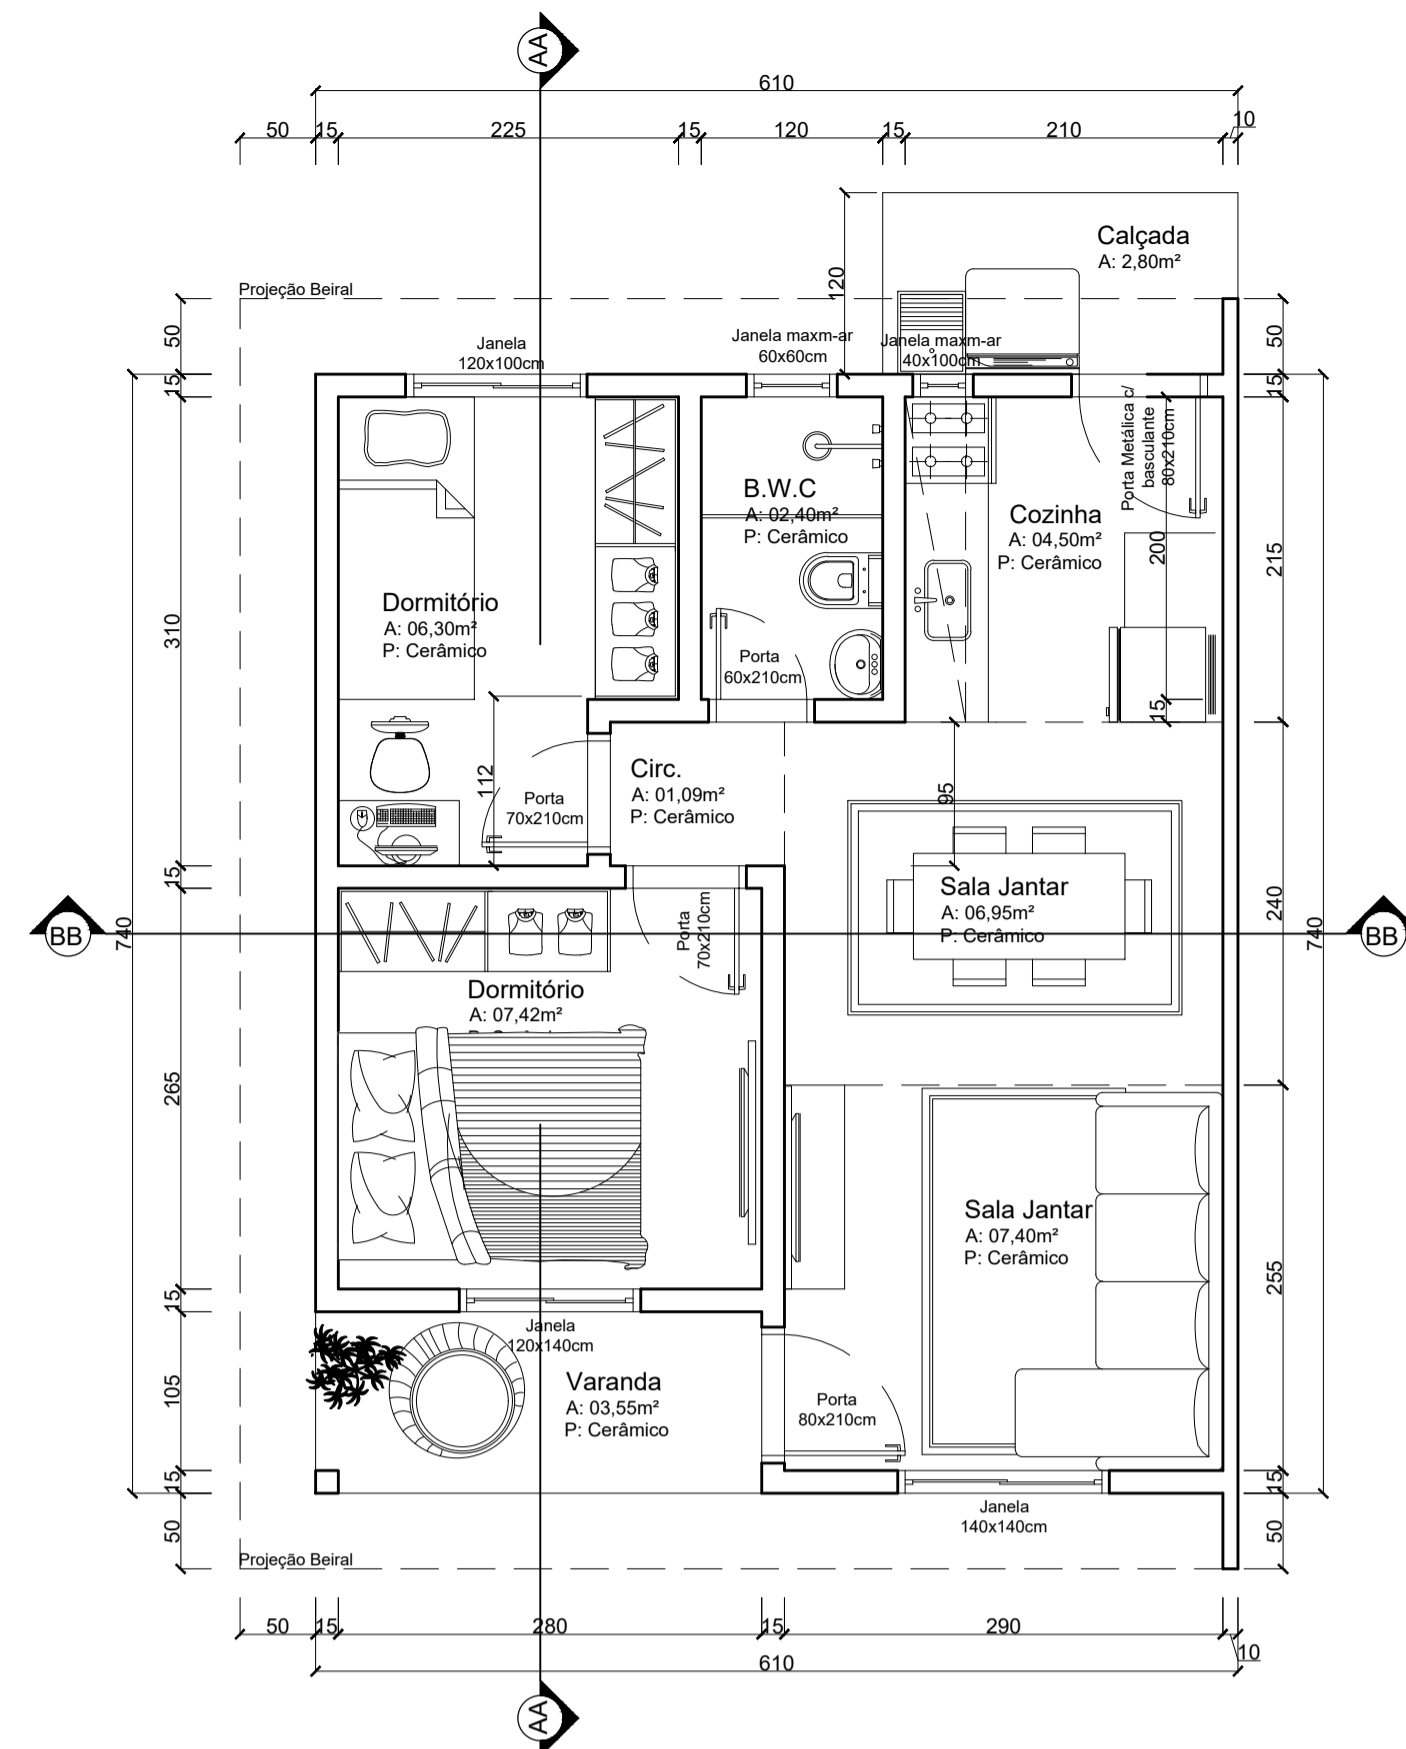 AA
610
50 15 225 15 120 15 210 10
Calçada
A: 2,80m²
120
Projeção Beiral
50
15
310
15
265
15
105
15
50
740
Janela
120x100cm
Janela maxm-ar
60x60cm
Janela maxm-ar
40x100cm
50
15
215
240
255
15
50
740
Porta Metálica c/
basculante
80x210cm
B.W.C
A: 02,40m²
P: Cerâmico
Cozinha
A: 04,50m²
P: Cerâmico
200
15
Dormitório
A: 06,30m²
P: Cerâmico
Porta
60x210cm
112
Porta
70x210cm
Circ.
A: 01,09m²
P: Cerâmico
95
Sala Jantar
A: 06,95m²
P: Cerâmico
BB
BB
Porta
70x210cm
Dormitório
A: 07,42m²
Sala Jantar
A: 07,40m²
P: Cerâmico
Janela
120x140cm
Varanda
A: 03,55m²
P: Cerâmico
Porta
80x210cm
Janela
140x140cm
Projeção Beiral
50 15 280 15 290 10
610
AA